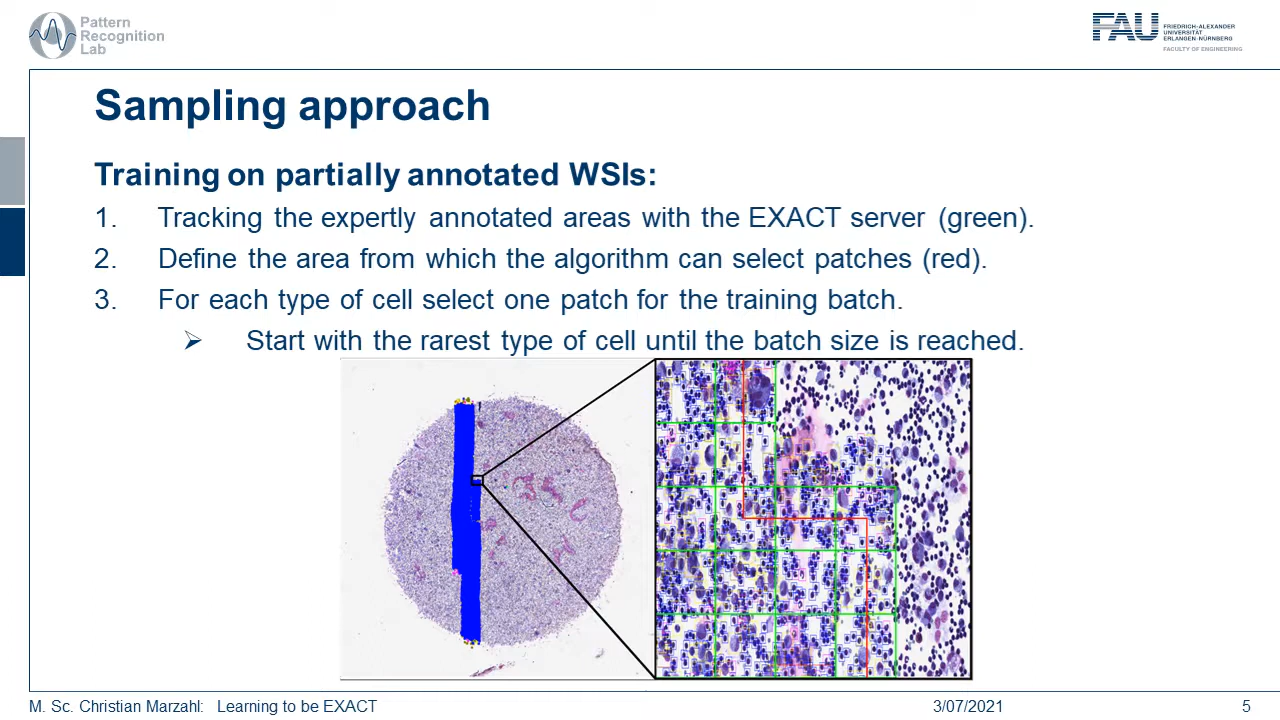 Pattern
Recognition
Lab
FAU
FRIEDRICH-ALEXANDER
UNIVERSITÄT
ERLANGEN-NÜRNBERG
FACULTY OF ENGINEERING
Sampling approach
Training on partially annotated WSIs:
1. Tracking the expertly annotated areas with the EXACT server (green).
2. Define the area from which the algorithm can select patches (red).
3. For each type of cell select one patch for the training batch.
➢ Start with the rarest type of cell until the batch size is reached.
M. Sc. Christian Marzahl: Learning to be EXACT
3/07/2021
5